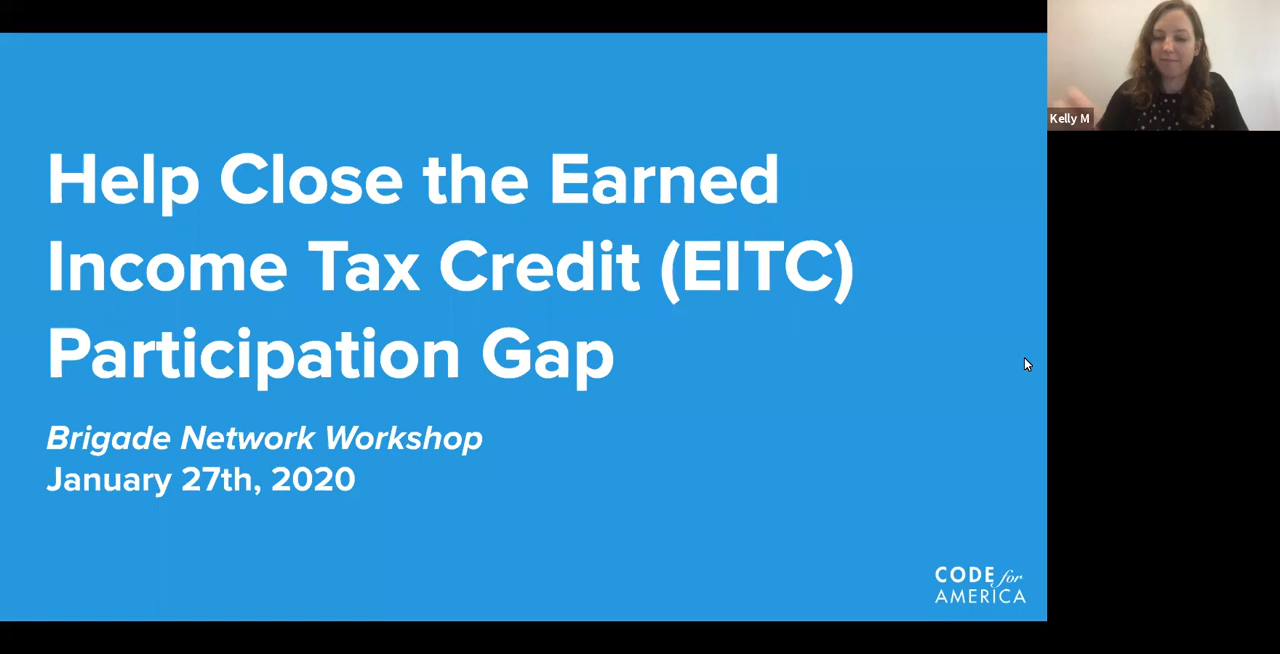 Help Close the Earned
Income Tax Credit (EITC)
Participation Gap
Brigade Network Workshop
January 27th, 2020
CODE for
AMERICA
Kelly M